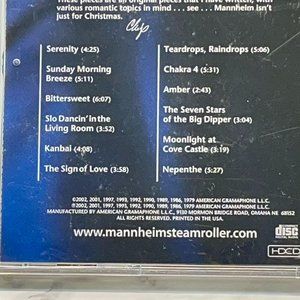 These pieces are all original pieces that I have written, with
various romantic topics in mind . . . see . . . Mannheim isn't
just for Christmas.
Chip
Serenity (4:25)
Sunday Morning
Breeze (6:11)
Bittersweet (6:07)
Slo Dancin' in the
Living Room (3:52)
Kanbai (4:08)
The Sign of Love (3:58)
Teardrops, Raindrops (5:06)
Chakra 4 (5:31)
Amber (2:43)
The Seven Stars
of the Big Dipper (3:04)
Moonlight at
Cove Castle (3:19)
Nepenthe (5:27)
©2002, 2001, 1997, 1993, 1992, 1990, 1989, 1986, 1979 AMERICAN GRAMAPHONE L.L.C.
℗2002, 2001, 1997, 1993, 1992, 1990, 1989, 1986, 1979 AMERICAN GRAMAPHONE L.L.C.
MANUFACTURED BY AMERICAN GRAMAPHONE L.L.C., 9130 MORMON BRIDGE ROAD, OMAHA NE 68152
ALL RIGHTS RESERVED.
www.mannheimsteamroller.com
disc
HDCD